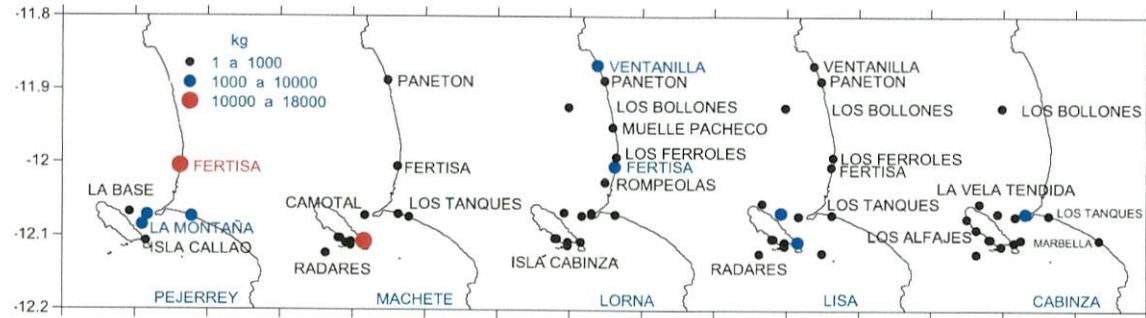 -11.8
-11.9
-12
-12.1
-12.2
kg
1 a 1000
1000 a 10000
10000 a 18000
FERTISA
LA BASE
LA MONTAÑA
ISLA CALLAO
PEJERREY
PANETON
FERTISA
CAMOTAL
LOS TANQUES
RADARES
MACHETE
VENTANILLA
PANETON
LOS BOLLONES
MUELLE PACHECO
LOS FERROLES
FERTISA
ROMPEOLAS
ISLA CABINZA
LORNA
VENTANILLA
PANETON
LOS BOLLONES
LOS FERROLES
FERTISA
LOS TANQUES
RADARES
LISA
LOS BOLLONES
LA VELA TENDIDA
LOS TANQUES
LOS ALFAJES
MARBELLA
CABINZA